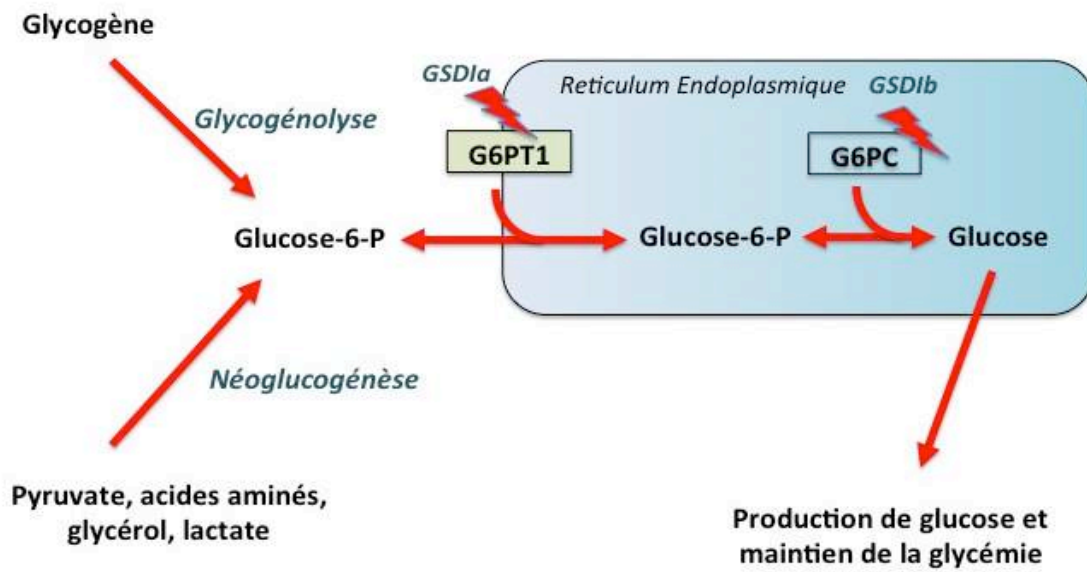 Glycogène
GSDIa
Reticulum Endoplasmique
GSDIb
Glycogénolyse
G6PT1
G6PC
Glucose-6-P
Glucose-6-P
Glucose
Néoglucogénèse
Pyruvate, acides aminés,
glycérol, lactate
Production de glucose et
maintien de la glycémie